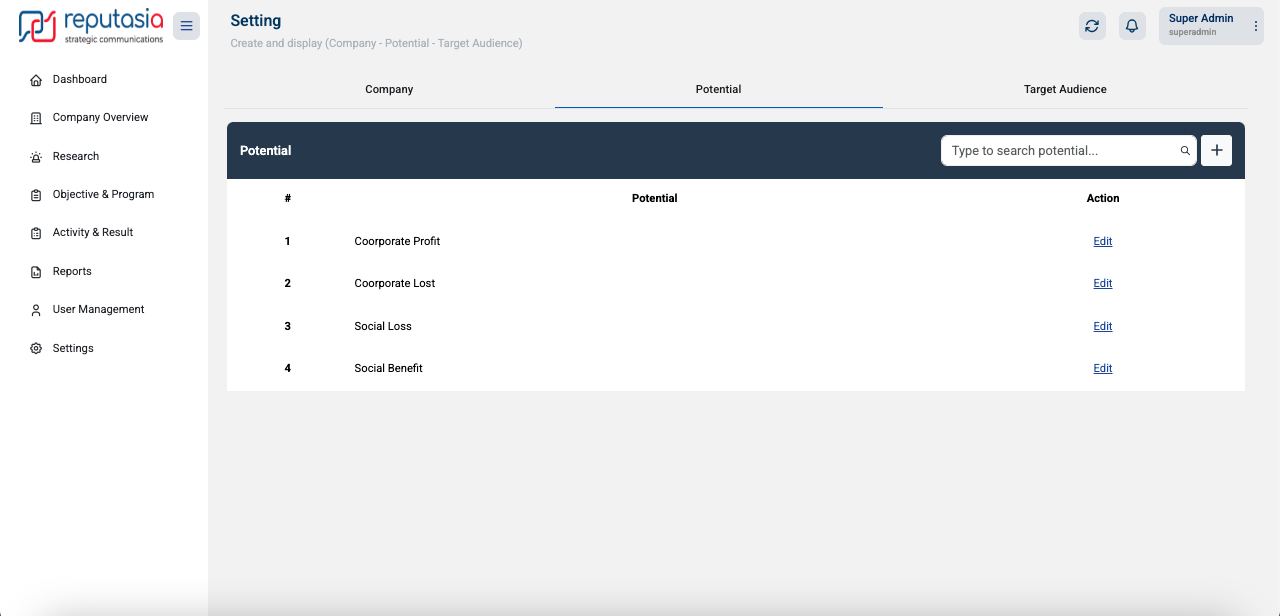 reputasia
strategic communications
Dashboard
Company Overview
Research
Objective & Program
Activity & Result
Reports
User Management
Settings
Setting
Create and display (Company - Potential - Target Audience)
Super Admin
superadmin
Company Potential Target Audience
Potential
Type to search potential...
# Potential Action
1 Coorporate Profit Edit
2 Coorporate Lost Edit
3 Social Loss Edit
4 Social Benefit Edit